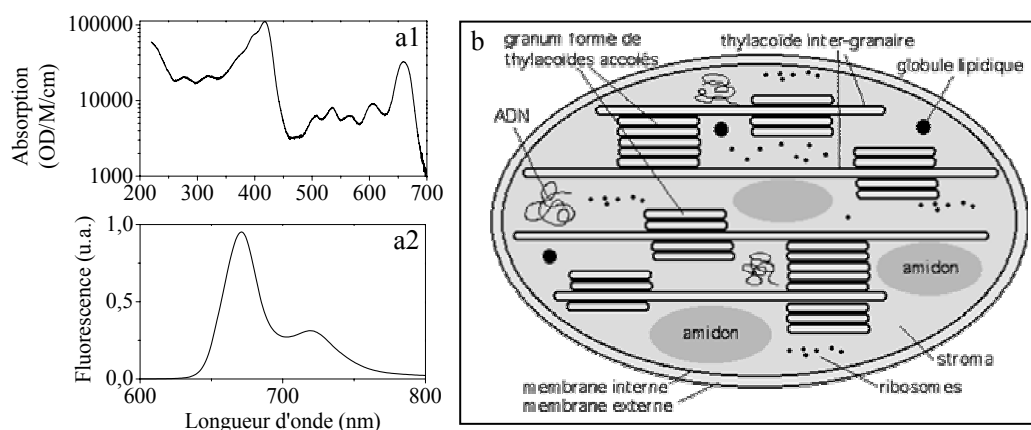 a1
Absorption
(OD/M/cm)
100000
10000
1000
200 300 400 500 600 700
a2
Fluorescence (u.a.)
1,0
0,5
0,0
600 700 800
Longueur d'onde (nm)
b
granum formé de
thylacoïdes accolés
thylacoïde inter-granaire
globule lipidique
ADN
amidon
amidon
stroma
ribosomes
membrane interne
membrane externe